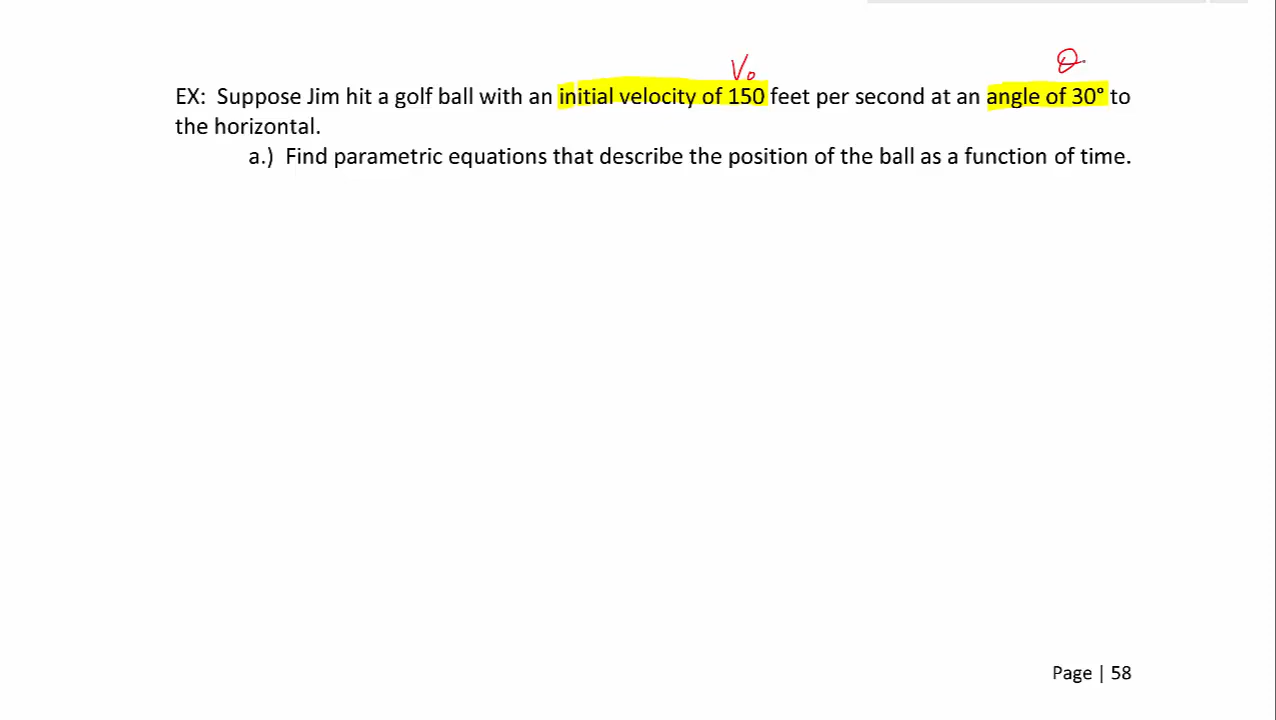 V₀ θ
EX: Suppose Jim hit a golf ball with an initial velocity of 150 feet per second at an angle of 30° to
the horizontal.
a.) Find parametric equations that describe the position of the ball as a function of time.
Page | 58